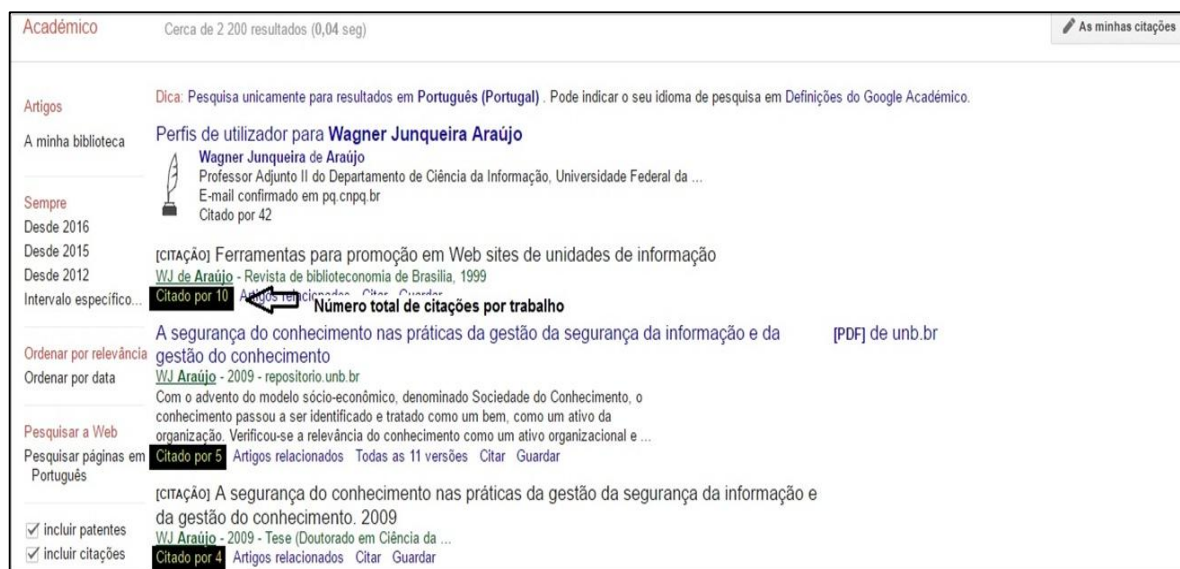 Académico
Cerca de 2 200 resultados (0,04 seg)
As minhas citações
Artigos
A minha biblioteca
Sempre
Desde 2016
Desde 2015
Desde 2012
Intervalo específico...
Ordenar por relevância
Ordenar por data
Pesquisar a Web
Pesquisar páginas em
Português
incluir patentes
incluir citações
Dica: Pesquisa unicamente para resultados em Português (Portugal) . Pode indicar o seu idioma de pesquisa em Definições do Google Académico.
Perfis de utilizador para Wagner Junqueira Araújo
Wagner Junqueira de Araújo
Professor Adjunto II do Departamento de Ciência da Informação, Universidade Federal da ...
E-mail confirmado em pq.cnpq.br
Citado por 42
[CITAÇÃO] Ferramentas para promoção em Web sites de unidades de informação
WJ de Araújo - Revista de biblioteconomia de Brasilia, 1999
Citado por 10 Artigos relacionados Citar Guardar
Número total de citações por trabalho
A segurança do conhecimento nas práticas da gestão da segurança da informação e da
gestão do conhecimento
[PDF] de unb.br
WJ Araújo - 2009 - repositorio.unb.br
Com o advento do modelo sócio-econômico, denominado Sociedade do Conhecimento, o
conhecimento passou a ser identificado e tratado como um bem, como um ativo da
organização. Verificou-se a relevância do conhecimento como um ativo organizacional e ...
Citado por 5 Artigos relacionados Todas as 11 versões Citar Guardar
[CITAÇÃO] A segurança do conhecimento nas práticas da gestão da segurança da informação e
da gestão do conhecimento. 2009
WJ Araújo - 2009 - Tese (Doutorado em Ciência da ...
Citado por 4 Artigos relacionados Citar Guardar